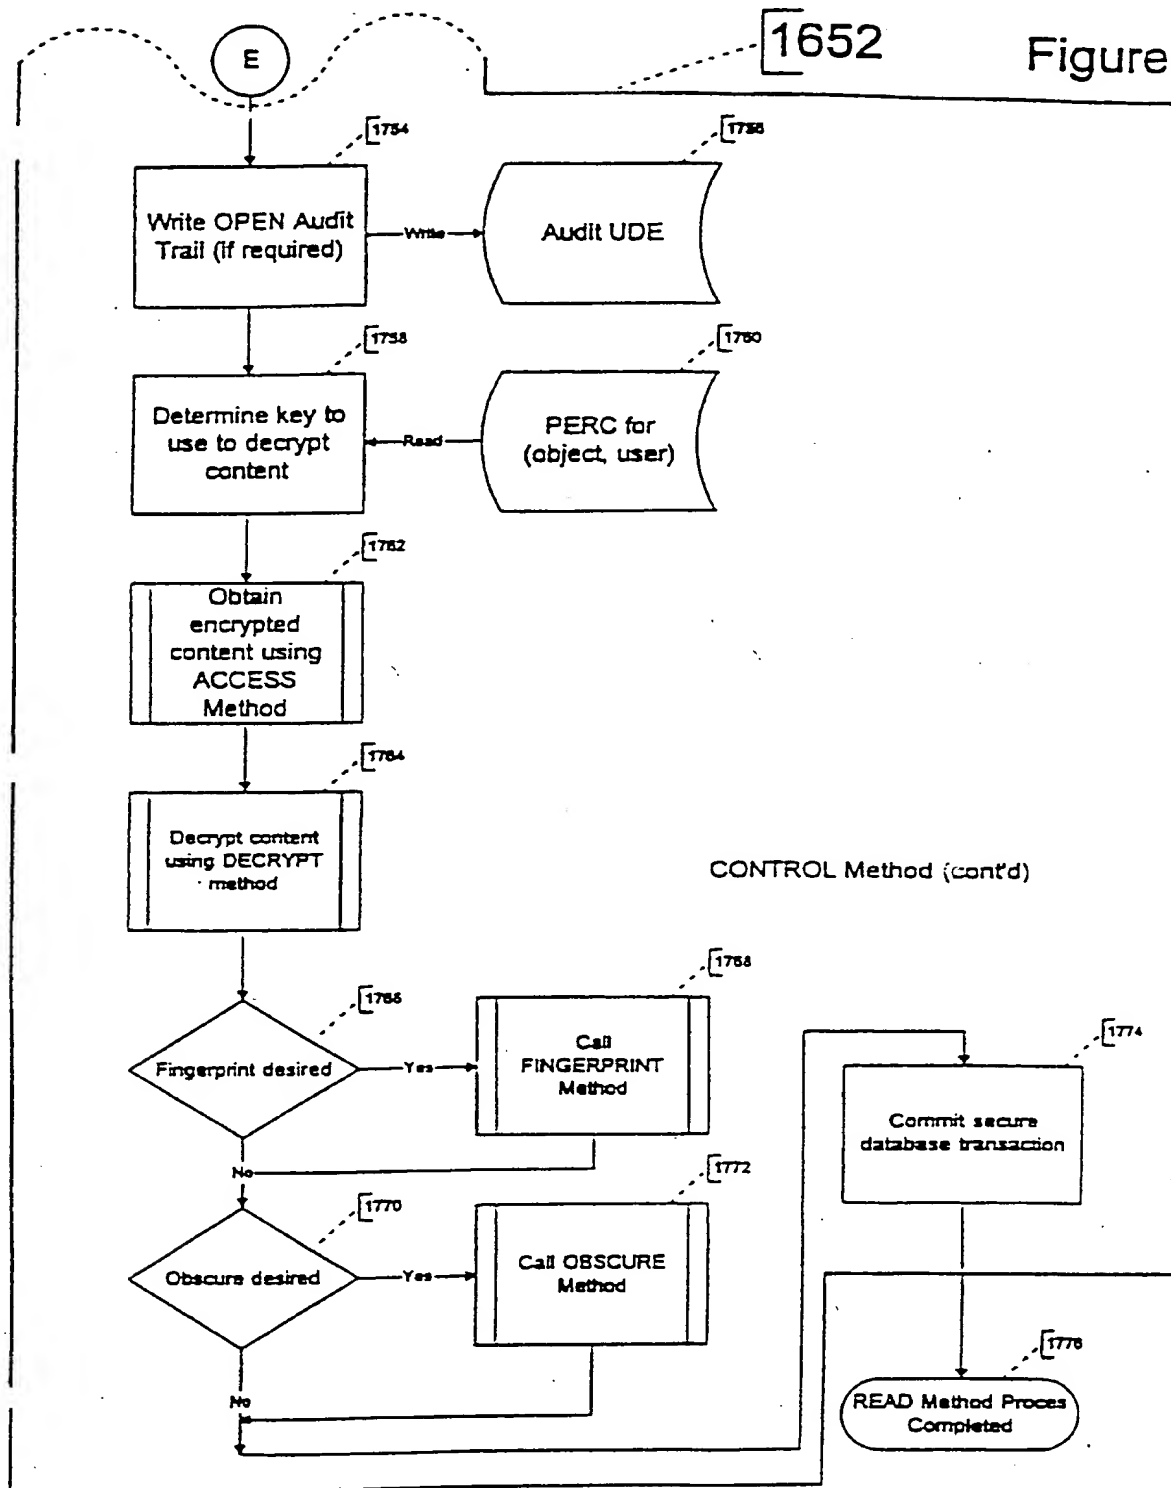 1652
Figure
E
1754
1756
Write OPEN Audit
Trail (if required)
Write
Audit UDE
1758
1760
Determine key to
use to decrypt
content
Read
PERC for
(object, user)
1762
Obtain
encrypted
content using
ACCESS
Method
1764
Decrypt content
using DECRYPT
method
CONTROL Method (cont'd)
1766
1768
Fingerprint desired
Yes
Call
FINGERPRINT
Method
No
1774
Commit secure
database transaction
1770
1772
Obscure desired
Yes
Call OBSCURE
Method
No
1776
READ Method Proces
Completed